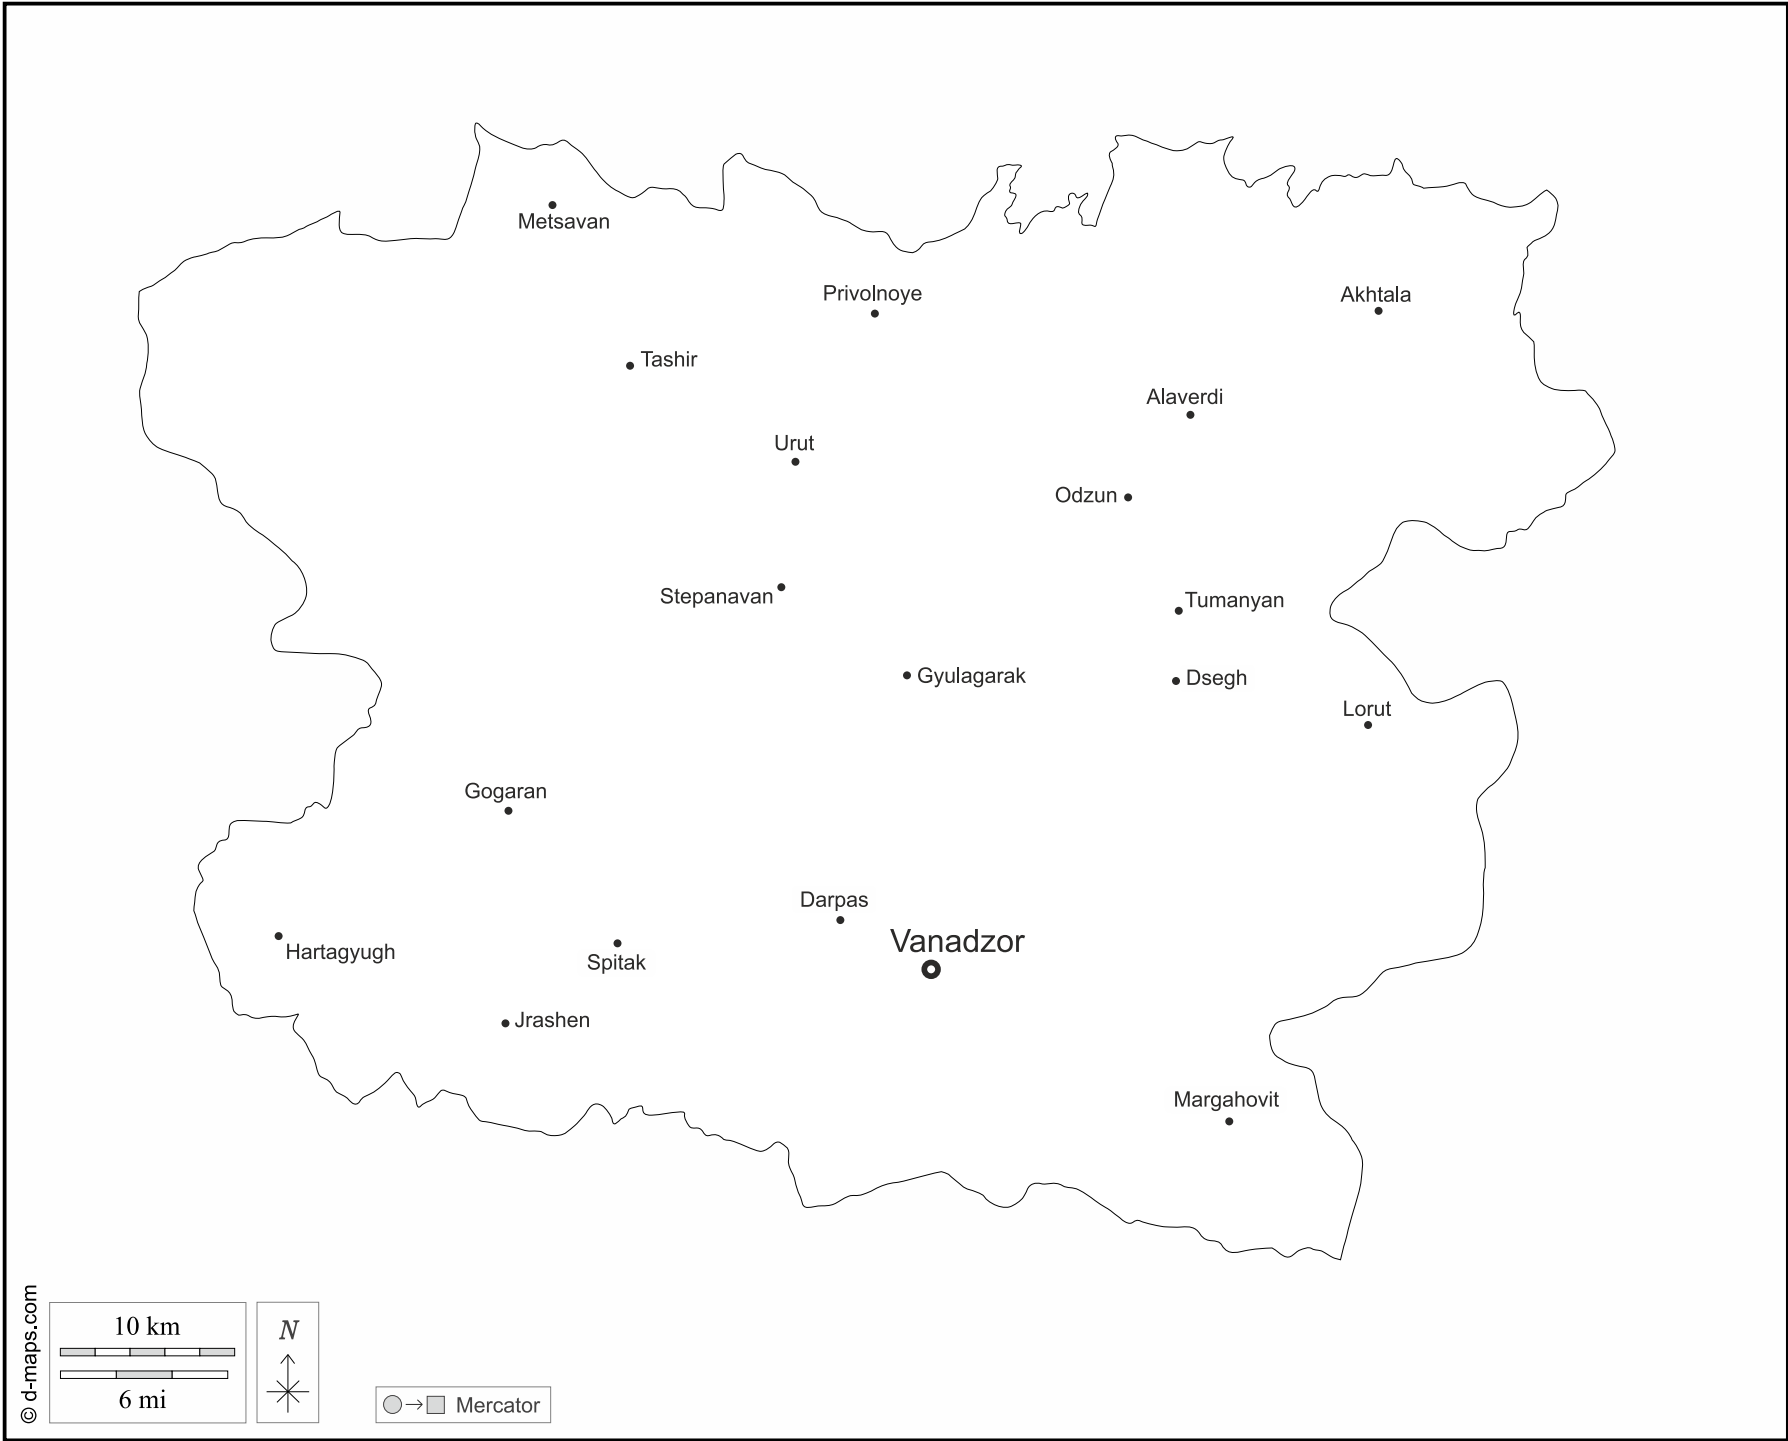 Metsavan
Privolnoye
Akhtala
Tashir
Alaverdi
Urut
Odzun
Stepanavan
Tumanyan
Gyulagarak
Dsegh
Lorut
Gogaran
Darpas
Vanadzor
Hartagyugh
Spitak
Jrashen
Margahovit
© d-maps.com
10 km
6 mi
N
Mercator